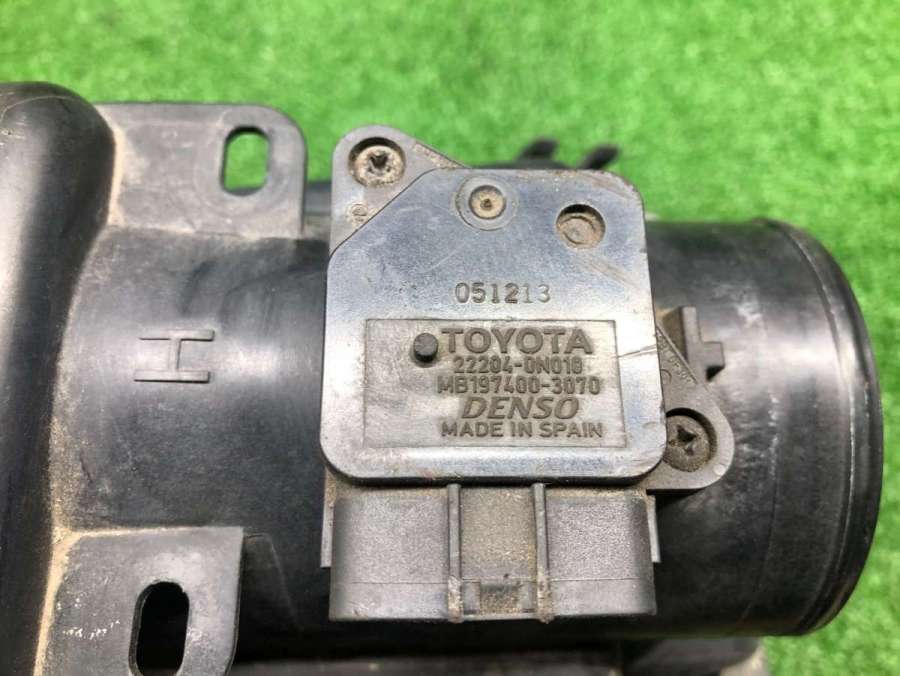 051213
TOYOTA
22204-0N010
MB197400-3070
DENSO
MADE IN SPAIN
H